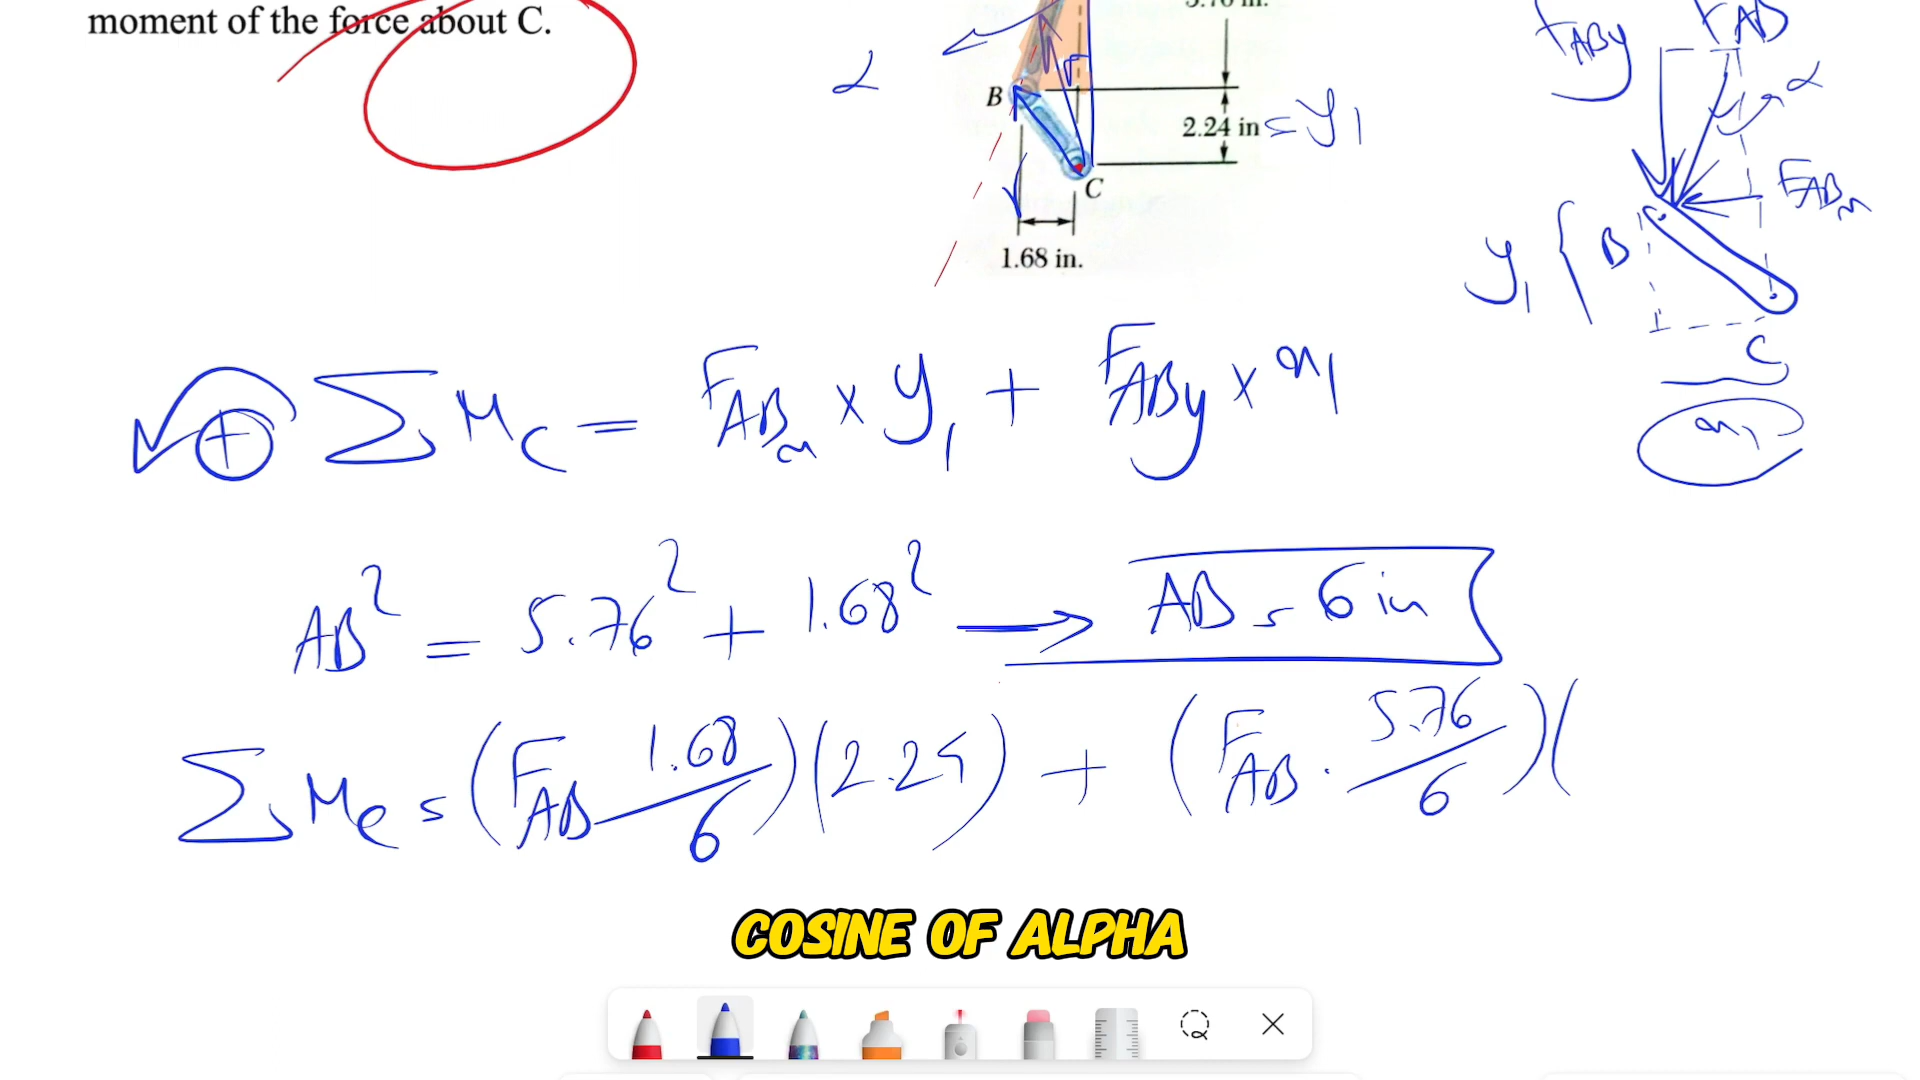 moment of the force about C.
α
B
2.24 in = y1
C
1.68 in.
FABy FAB
α
FABx
y1 { B
C
x1
+ ΣMC = FABx × y1 + FABy × x1
AB² = 5.76² + 1.68² → AB = 6 in
ΣMC = (FAB 1.68/6)(2.24) + (FAB · 5.76/6)(
COSINE OF ALPHA